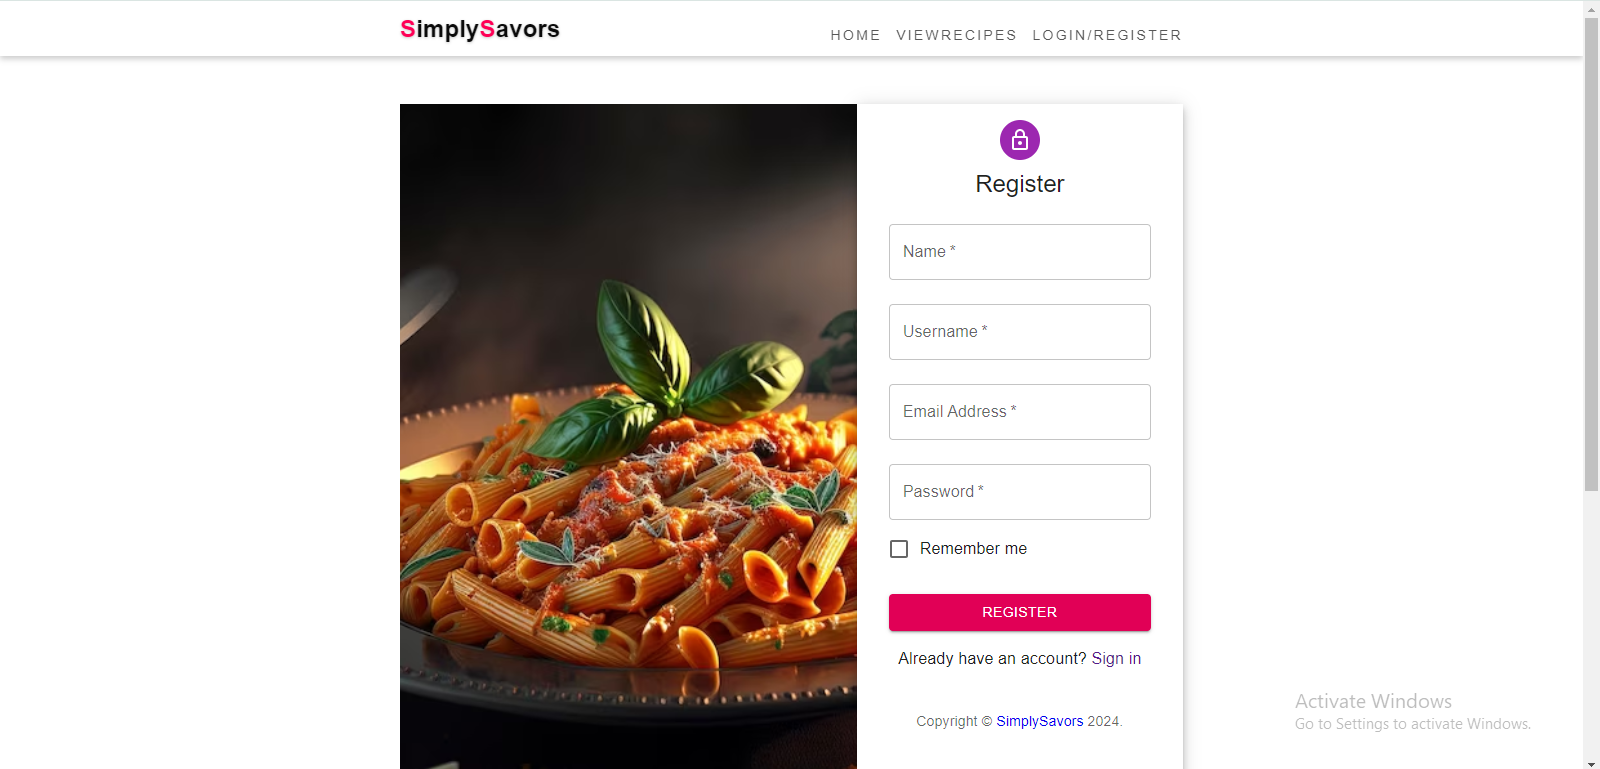 SimplySavors
HOME VIEWRECIPES LOGIN/REGISTER
Register
Name *
Username *
Email Address *
Password *
Remember me
REGISTER
Already have an account? Sign in
Copyright © SimplySavors 2024.
Activate Windows
Go to Settings to activate Windows.